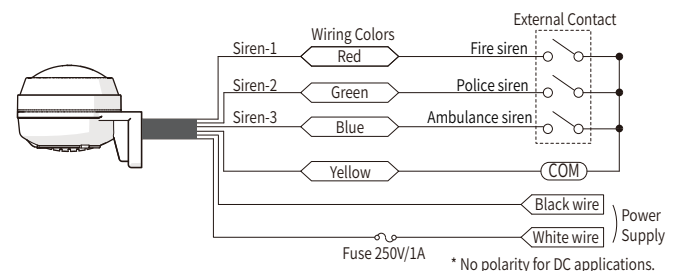 External Contact
Wiring Colors
Siren-1 Red Fire siren
Siren-2 Green Police siren
Siren-3 Blue Ambulance siren
Yellow COM
Black wire
Power
Supply
White wire
Fuse 250V/1A
* No polarity for DC applications.